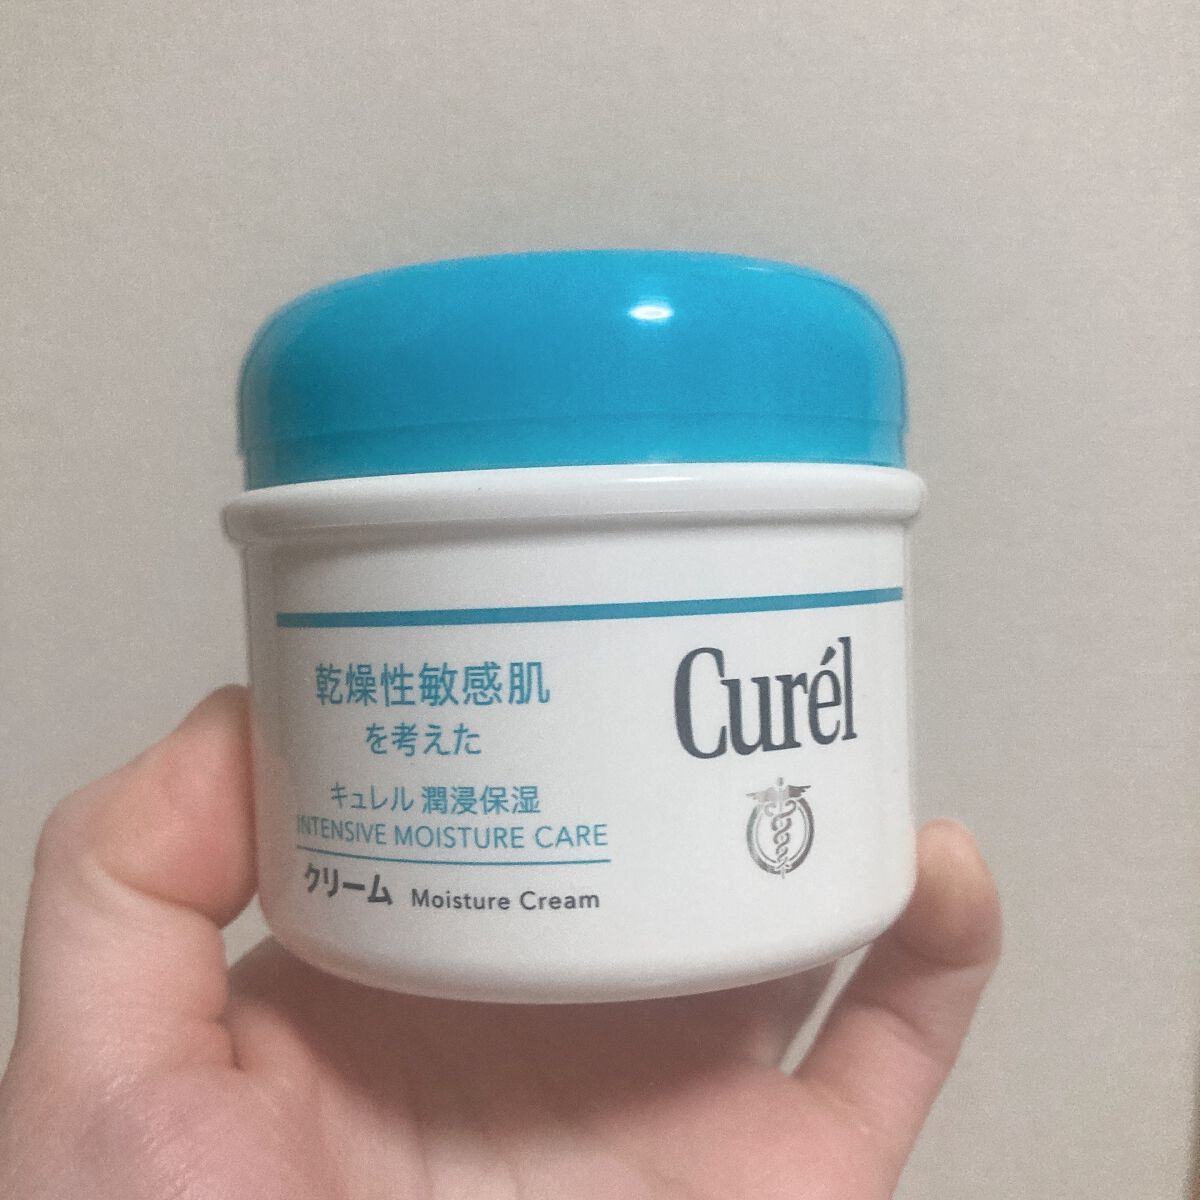 乾燥性敏感肌
を考えた
キュレル 潤浸保湿
INTENSIVE MOISTURE CARE
クリーム Moisture Cream
Curél